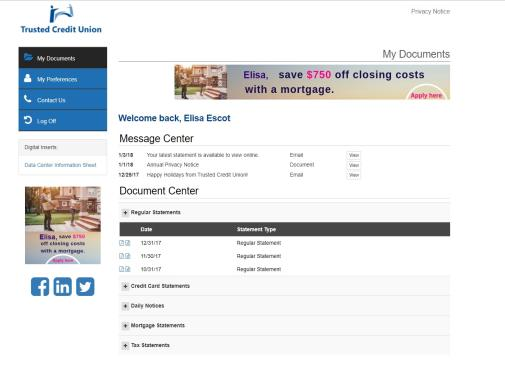 Trusted Credit Union
Privacy Notice
My Documents
My Preferences
Contact Us
Log Off
Digital Inserts:
Data Center Information Sheet
Elisa, save $750
off closing costs
with a mortgage.
Apply here
My Documents
Elisa, save $750 off closing costs
with a mortgage.
Apply here
Welcome back, Elisa Escot
Message Center
1/2/18 Your latest statement is available to view online. Email View
1/1/18 Annual Privacy Notice Document View
12/29/17 Happy Holidays from Trusted Credit Union! Email View
Document Center
+ Regular Statements
Date Statement Type
12/31/17 Regular Statement
11/30/17 Regular Statement
10/31/17 Regular Statement
+ Credit Card Statements
+ Daily Notices
+ Mortgage Statements
+ Tax Statements